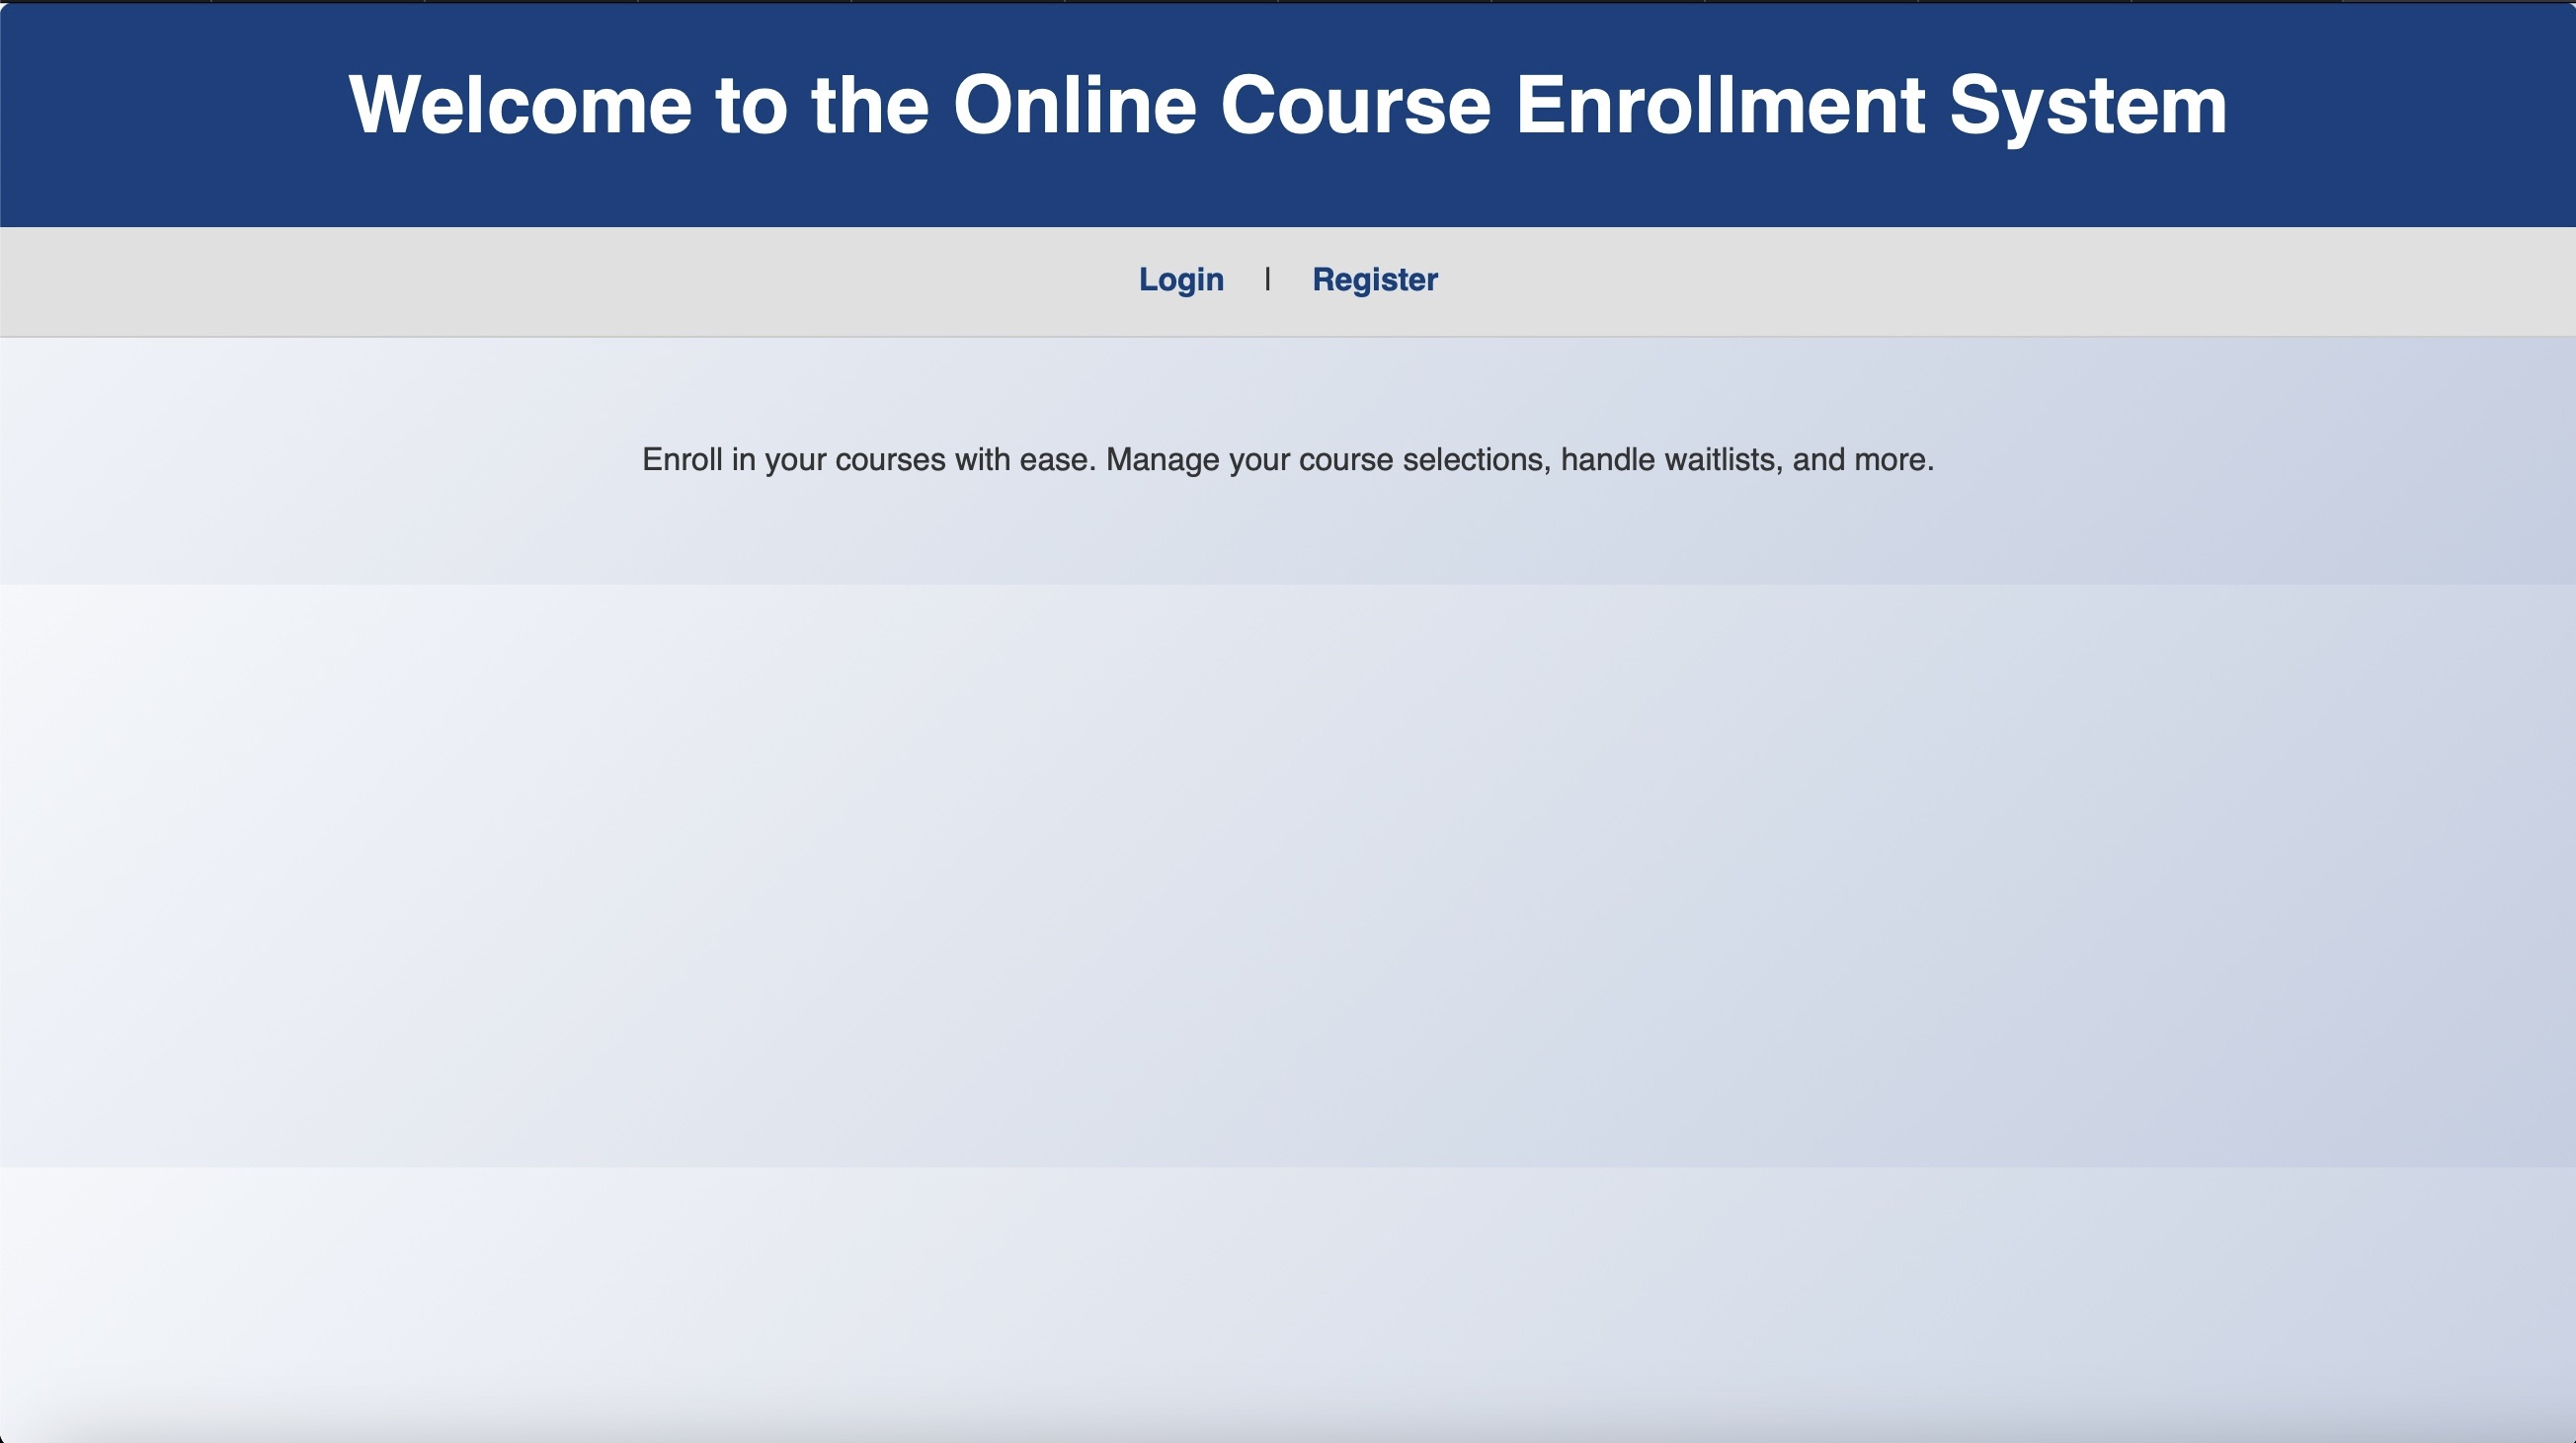 Welcome to the Online Course Enrollment System
Login | Register
Enroll in your courses with ease. Manage your course selections, handle waitlists, and more.